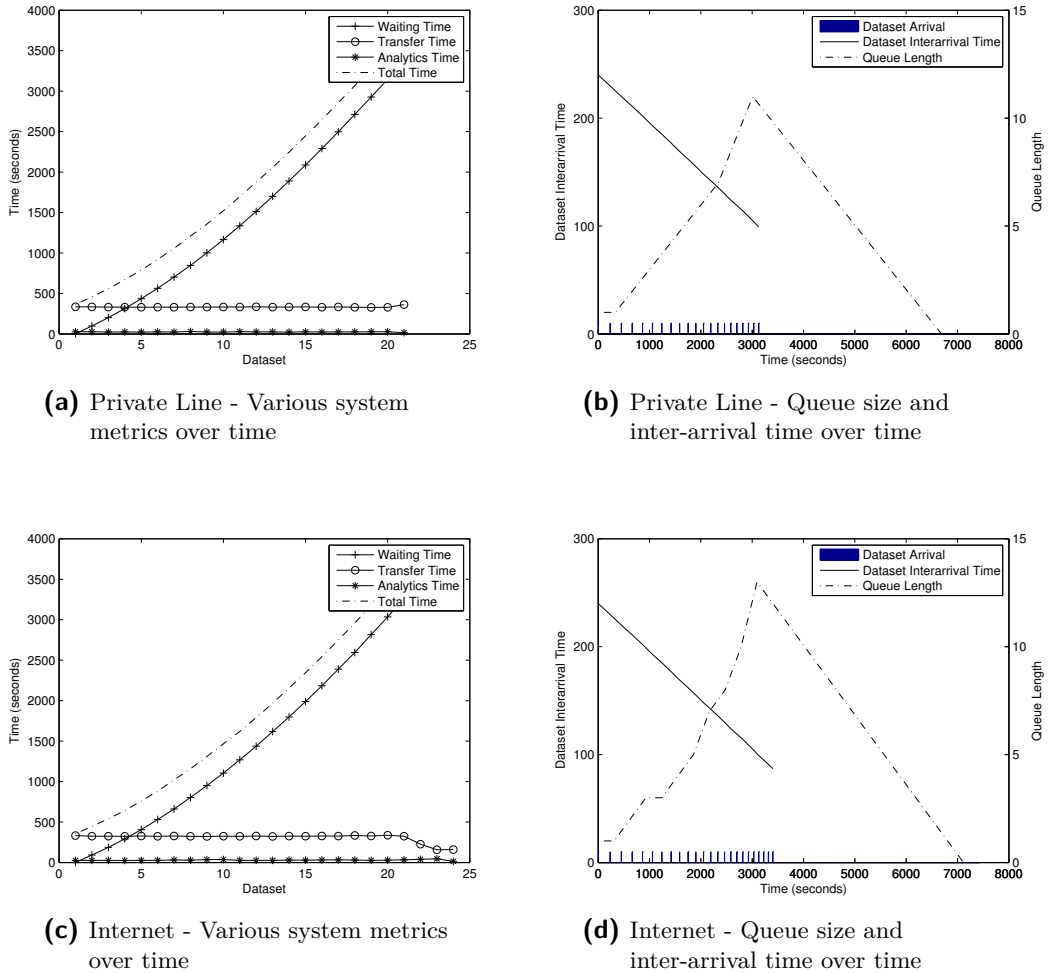 4000
3500
3000
2500
2000
1500
1000
500
0
0
5
10
15
20
25
Time (seconds)
Dataset
Waiting Time
Transfer Time
Analytics Time
Total Time
300
200
100
0
15
10
5
0
0
1000
2000
3000
4000
5000
6000
7000
8000
Dataset Interarrival Time
Queue Length
Time (seconds)
Dataset Arrival
Dataset Interarrival Time
Queue Length
(a) Private Line - Various system
metrics over time
(b) Private Line - Queue size and
inter-arrival time over time
4000
3500
3000
2500
2000
1500
1000
500
0
0
5
10
15
20
25
Time (seconds)
Dataset
Waiting Time
Transfer Time
Analytics Time
Total Time
300
200
100
0
15
10
5
0
0
1000
2000
3000
4000
5000
6000
7000
8000
Dataset Interarrival Time
Queue Length
Time (seconds)
Dataset Arrival
Dataset Interarrival Time
Queue Length
(c) Internet - Various system metrics
over time
(d) Internet - Queue size and
inter-arrival time over time